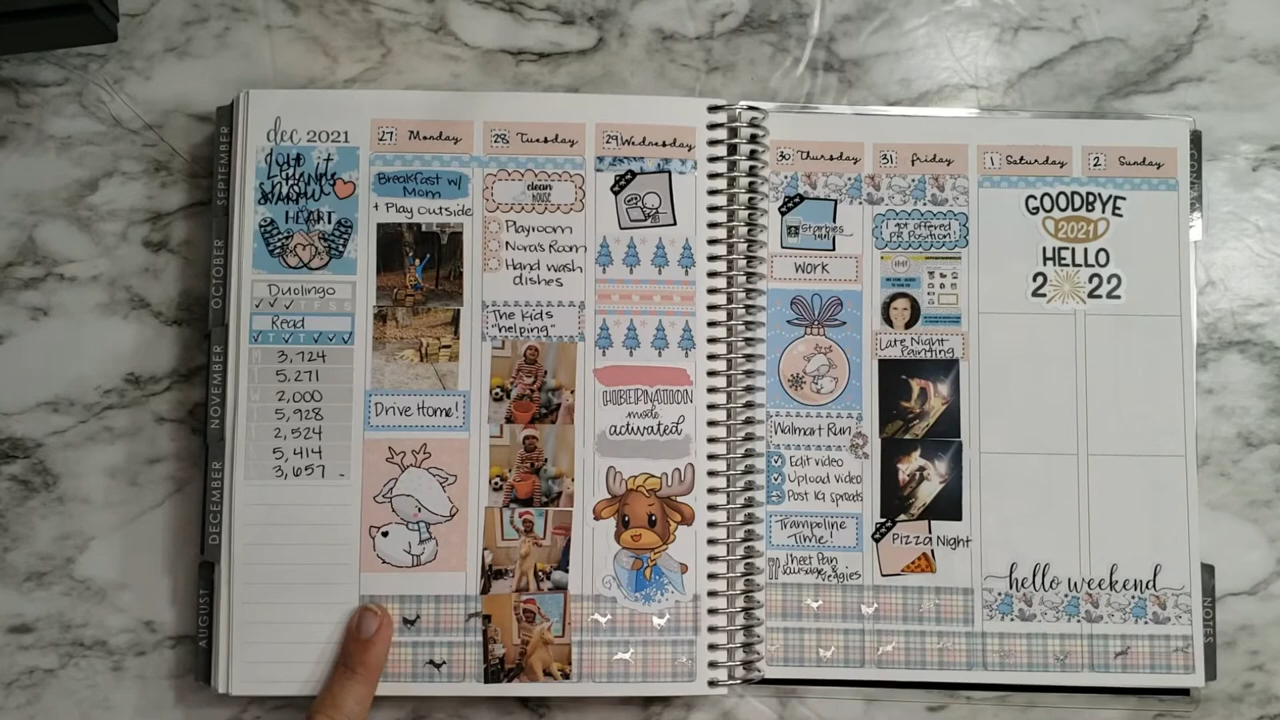 SEPTEMBER
OCTOBER
NOVEMBER
DECEMBER
AUGUST
dec 2021
HEART
Duolingo
T F S S
Read
3,724
5,271
2,000
5,928
2,524
5,414
3,657
27 Monday
Breakfast w/
Mom
+ Play Outside
Drive Home!
28 Tuesday
clean
house
Playroom
Nora's Room
Hand wash
dishes
The Kids
"helping"
29 Wednesday
HIBERNATION
mode
activated
30 Thursday
Starbies
run
Work
Walmart Run
Edit video
Upload video
Post IG spreads
Trampoline
Time!
Sheet Pan
Sausage & Veggies
31 Friday
I got offered
PR Position!
Late Night
Painting
Pizza Night
1 Saturday
2 Sunday
GOODBYE
2021
HELLO
2022
hello weekend
NOTES